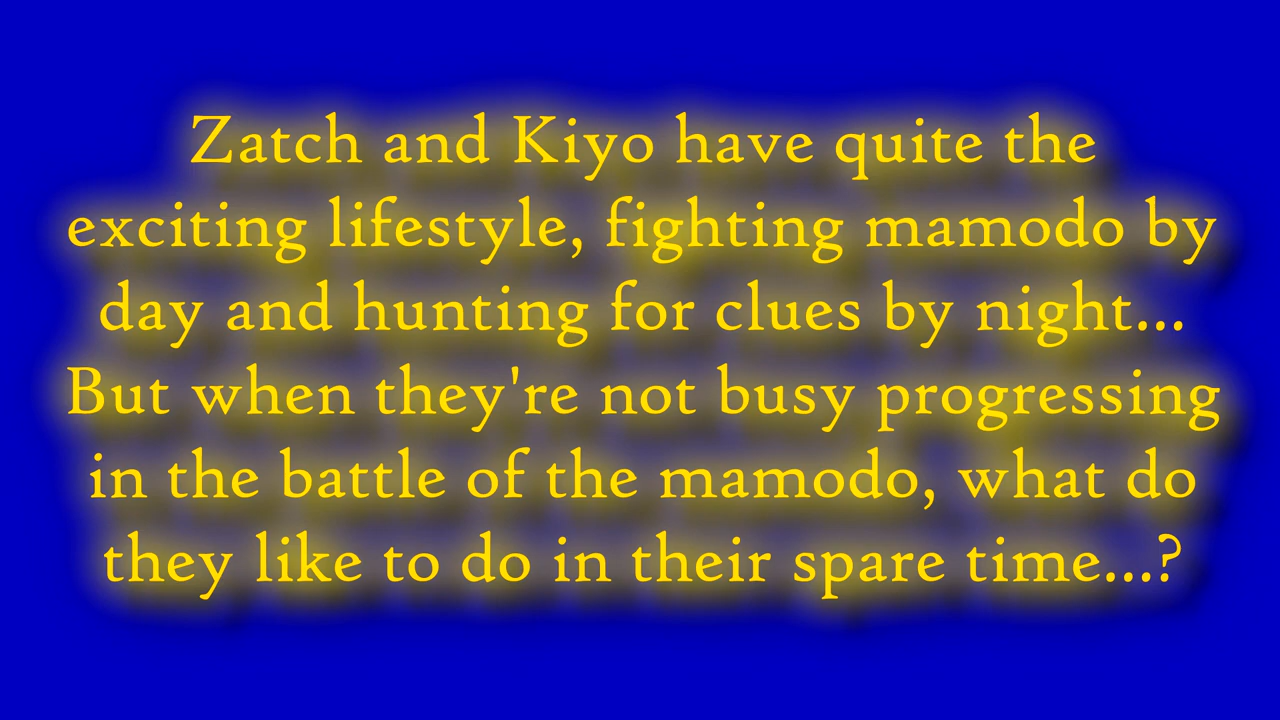 Zatch and Kiyo have quite the
exciting lifestyle, fighting mamodo by
day and hunting for clues by night...
But when they're not busy progressing
in the battle of the mamodo, what do
they like to do in their spare time...?